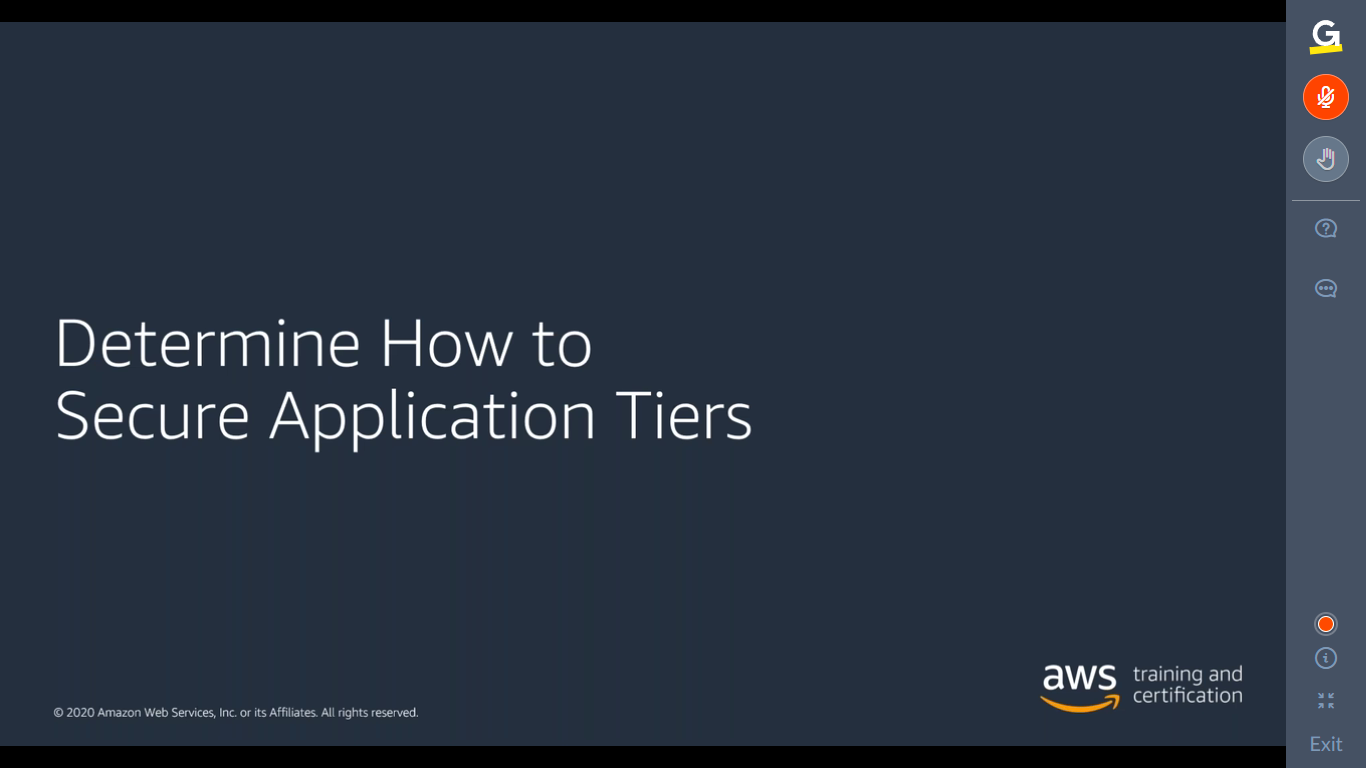 Determine How to
Secure Application Tiers
© 2020 Amazon Web Services, Inc. or its Affiliates. All rights reserved.
aws training and
certification
G
Exit